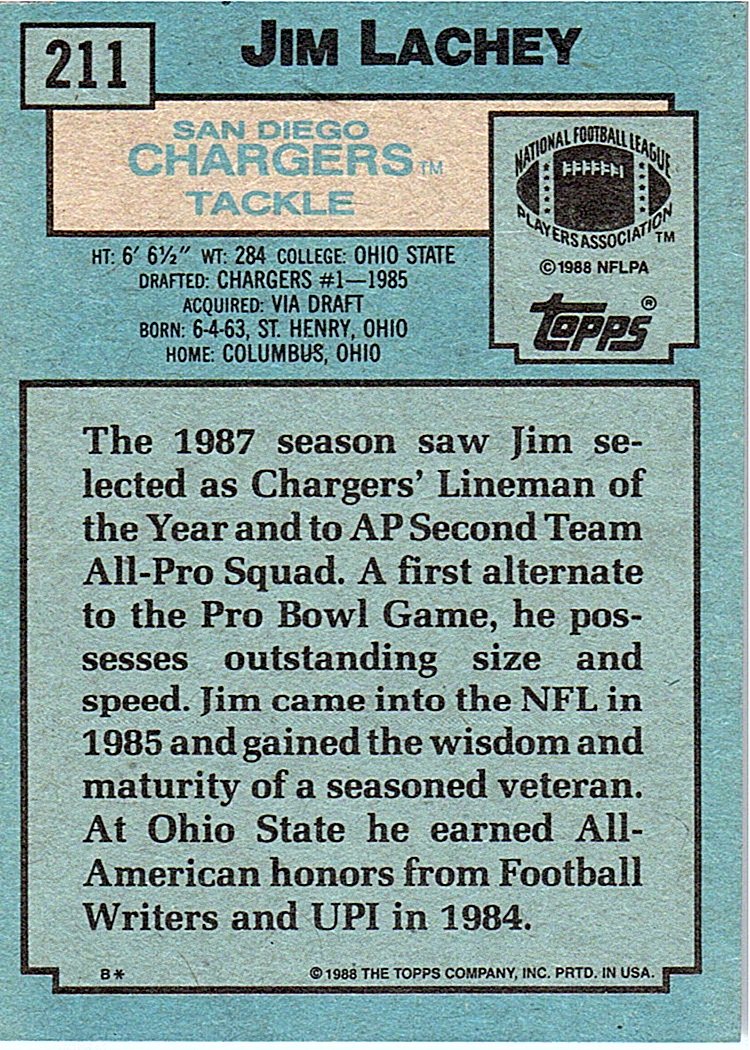 211
JIM LACHEY
SAN DIEGO
CHARGERS™
TACKLE
NATIONAL FOOTBALL LEAGUE
PLAYERS ASSOCIATION™
©1988 NFLPA
topps®
HT: 6' 6½" WT: 284 COLLEGE: OHIO STATE
DRAFTED: CHARGERS #1—1985
ACQUIRED: VIA DRAFT
BORN: 6-4-63, ST. HENRY, OHIO
HOME: COLUMBUS, OHIO
The 1987 season saw Jim se-
lected as Chargers' Lineman of
the Year and to AP Second Team
All-Pro Squad. A first alternate
to the Pro Bowl Game, he pos-
sesses outstanding size and
speed. Jim came into the NFL in
1985 and gained the wisdom and
maturity of a seasoned veteran.
At Ohio State he earned All-
American honors from Football
Writers and UPI in 1984.
B* ©1988 THE TOPPS COMPANY, INC. PRTD. IN USA.